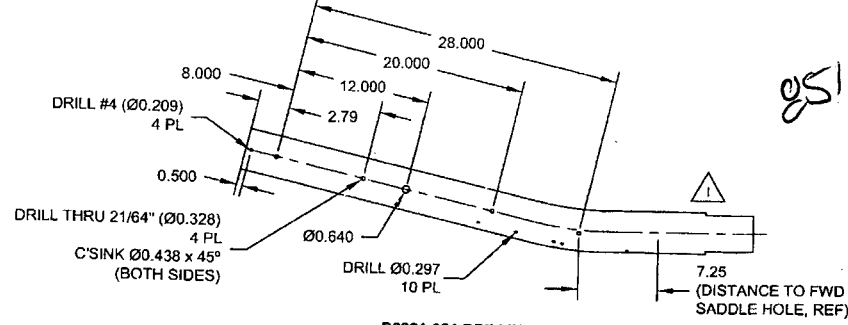 28.000
20.000
8.000
12.000
DRILL #4 (Ø0.209)
4 PL
2.79
0.500
DRILL THRU 21/64" (Ø0.328)
4 PL
C'SINK Ø0.438 x 45°
(BOTH SIDES)
Ø0.640
DRILL Ø0.297
10 PL
1
7.25
(DISTANCE TO FWD
SADDLE HOLE, REF)